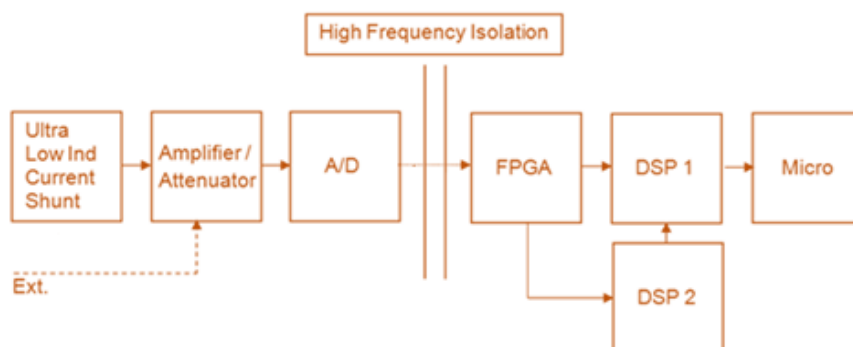 High Frequency Isolation
Ultra
Low Ind
Current
Shunt
Amplifier /
Attenuator
A/D
FPGA
DSP 1
Micro
Ext.
DSP 2